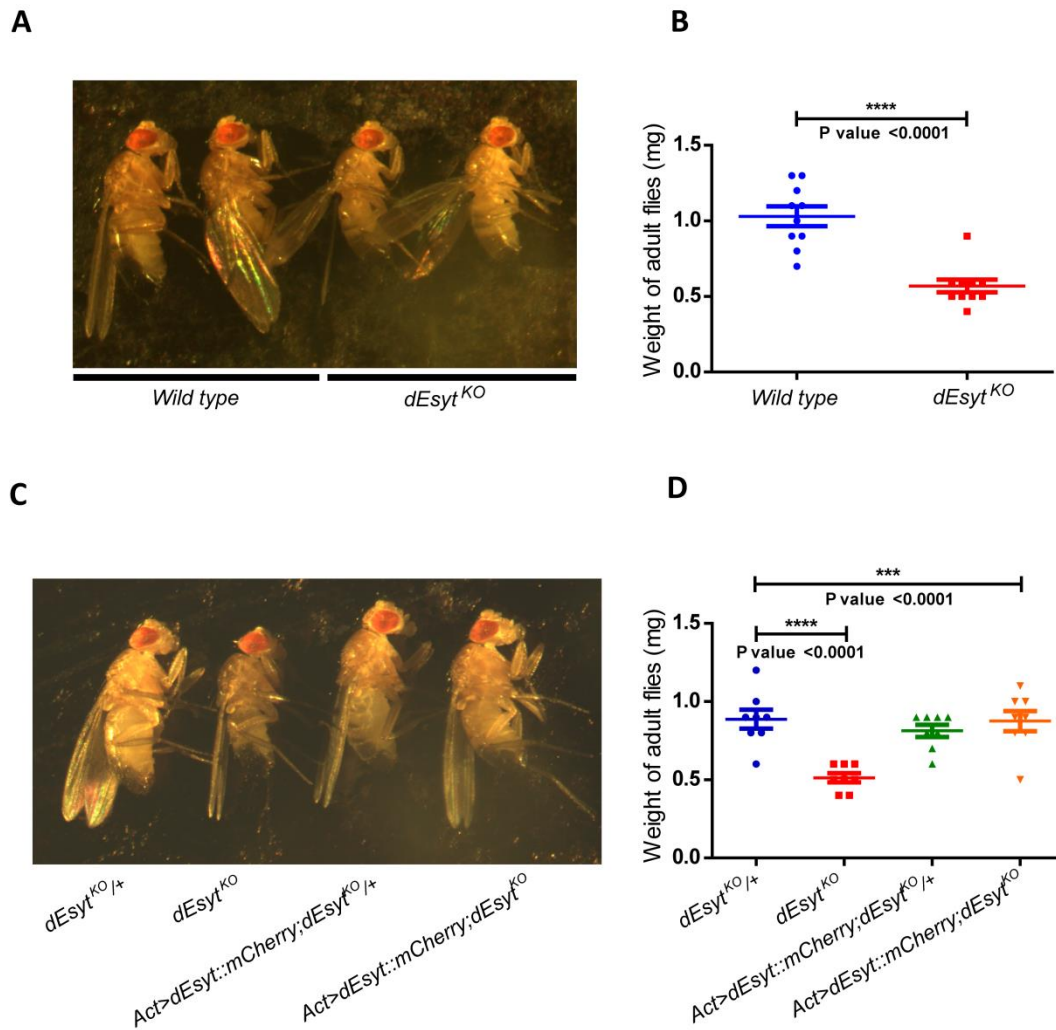 A
Wild type
dEsyt KO
B
****
P value <0.0001
Weight of adult flies (mg)
1.5
1.0
0.5
0.0
Wild type
dEsyt KO
C
dEsyt KO/+
dEsyt KO
Act>dEsyt::mCherry;dEsyt KO/+
Act>dEsyt::mCherry;dEsyt KO
D
***
P value <0.0001
****
P value <0.0001
Weight of adult flies (mg)
1.5
1.0
0.5
0.0
dEsyt KO/+
dEsyt KO
Act>dEsyt::mCherry;dEsyt KO/+
Act>dEsyt::mCherry;dEsyt KO